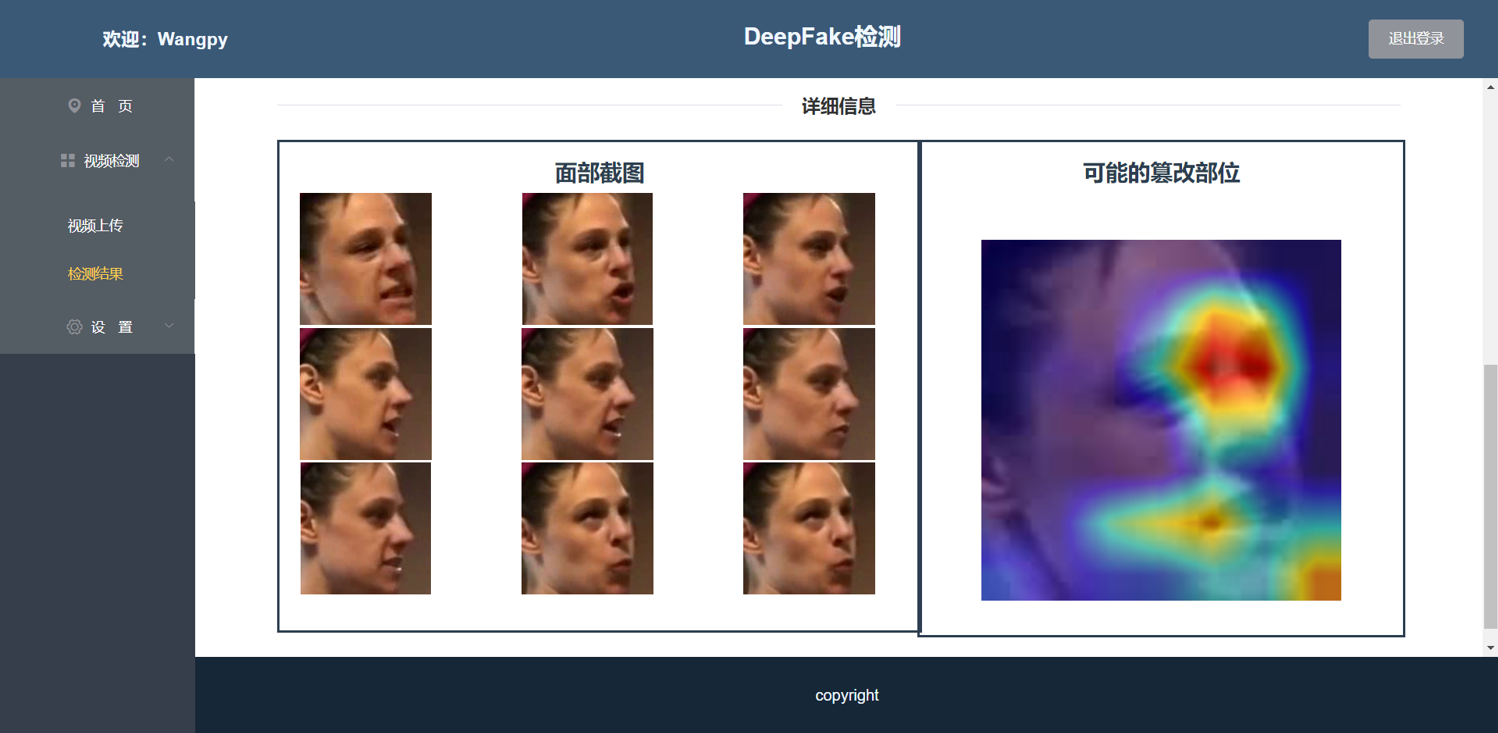 欢迎：Wangpy
DeepFake检测
退出登录
首 页
视频检测
视频上传
检测结果
设 置
详细信息
面部截图
可能的篡改部位
copyright